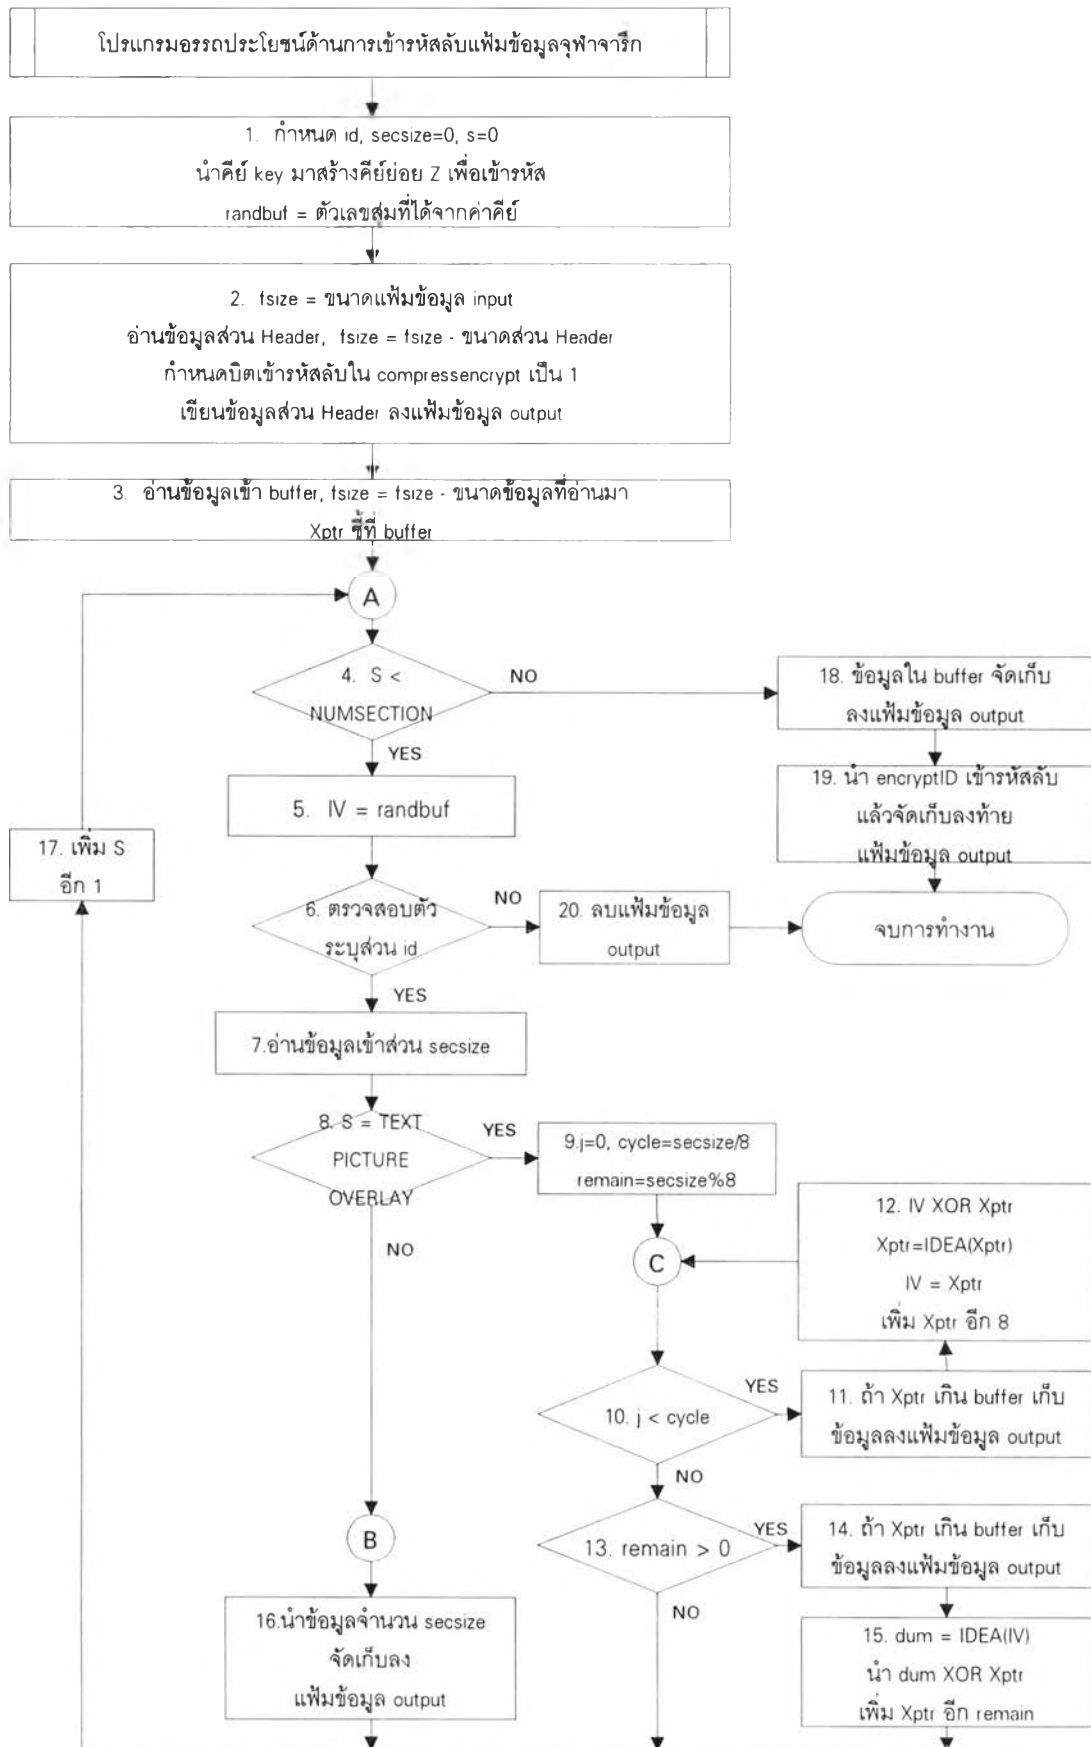 โปรแกรมอรรถประโยชน์ด้านการเข้ารหัสลับแฟ้มข้อมูลจุฬาจารึก
1. กำหนด id, secsize=0, s=0
นำคีย์ key มาสร้างคีย์ย่อย Z เพื่อเข้ารหัส
randbuf = ตัวเลขสุ่มที่ได้จากค่าคีย์
2. fsize = ขนาดแฟ้มข้อมูล input
อ่านข้อมูลส่วน Header, fsize = fsize - ขนาดส่วน Header
กำหนดบิตเข้ารหัสลับใน compressencrypt เป็น 1
เขียนข้อมูลส่วน Header ลงแฟ้มข้อมูล output
3. อ่านข้อมูลเข้า buffer, fsize = fsize - ขนาดข้อมูลที่อ่านมา
Xptr ชี้ที่ buffer
A
4. S <
NUMSECTION
NO
YES
18. ข้อมูลใน buffer จัดเก็บ
ลงแฟ้มข้อมูล output
5. IV = randbuf
19. นำ encryptID เข้ารหัสลับ
แล้วจัดเก็บลงท้าย
แฟ้มข้อมูล output
17. เพิ่ม S
อีก 1
6. ตรวจสอบตัว
ระบุส่วน id
NO
YES
20. ลบแฟ้มข้อมูล
output
จบการทำงาน
7.อ่านข้อมูลเข้าส่วน secsize
8. S = TEXT
PICTURE
OVERLAY
YES
NO
9.j=0, cycle=secsize/8
remain=secsize%8
12. IV XOR Xptr
Xptr=IDEA(Xptr)
IV = Xptr
เพิ่ม Xptr อีก 8
C
10. j < cycle
YES
NO
11. ถ้า Xptr เกิน buffer เก็บ
ข้อมูลลงแฟ้มข้อมูล output
B
13. remain > 0
YES
NO
14. ถ้า Xptr เกิน buffer เก็บ
ข้อมูลลงแฟ้มข้อมูล output
16.นำข้อมูลจำนวน secsize
จัดเก็บลง
แฟ้มข้อมูล output
15. dum = IDEA(IV)
นำ dum XOR Xptr
เพิ่ม Xptr อีก remain